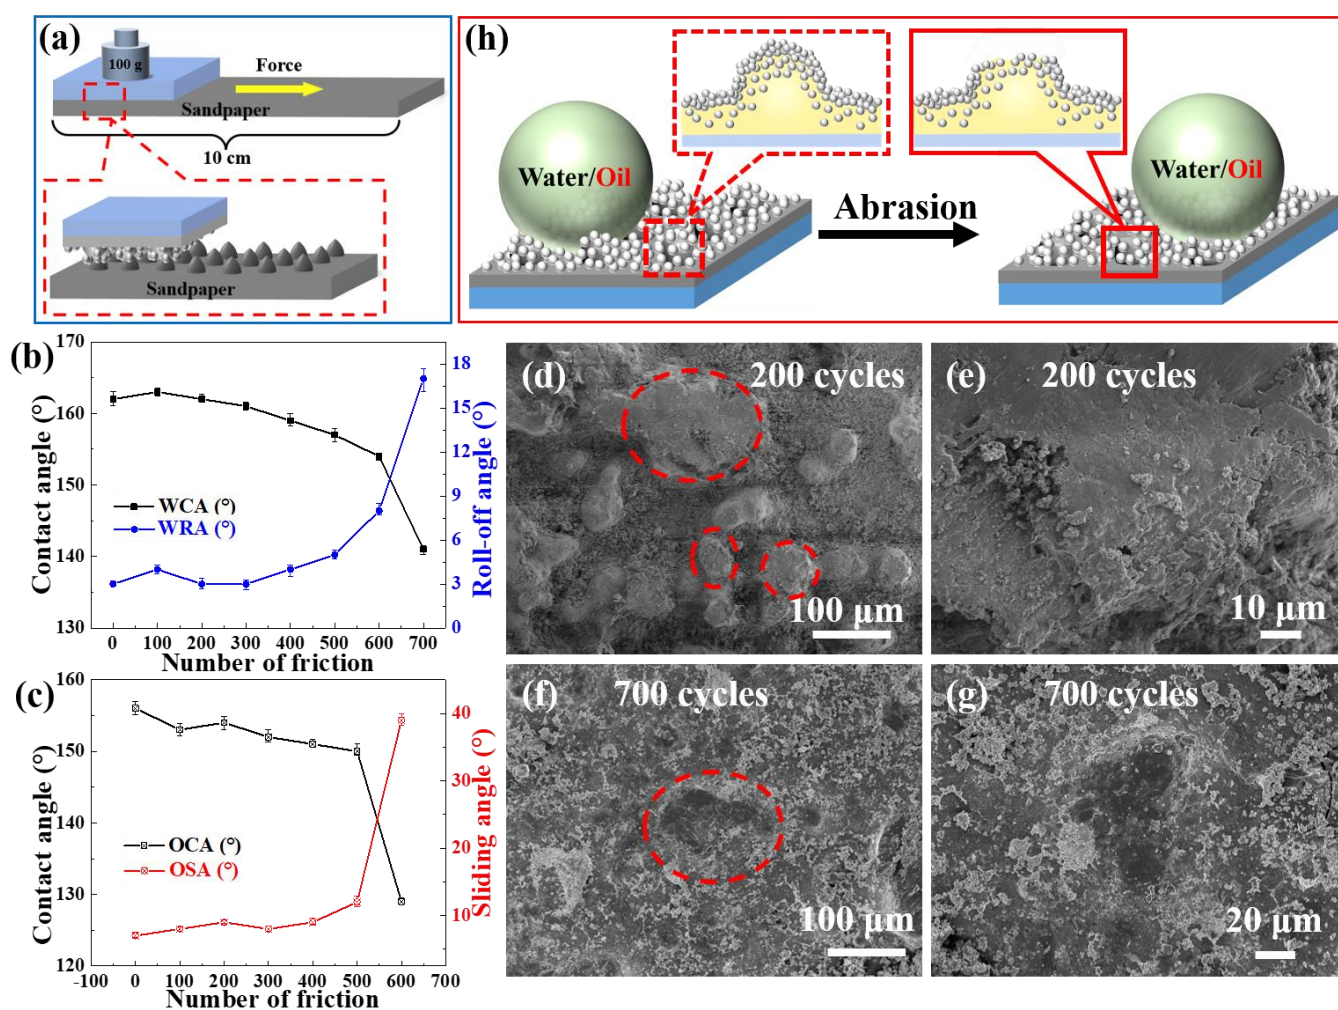 (a)
100 g
Force
Sandpaper
10 cm
Sandpaper
(h)
Water/Oil
Abrasion
Water/Oil
(b)
170
160
150
140
130
Contact angle (°)
WCA (°)
WRA (°)
18
15
12
9
6
3
0
Roll-off angle (°)
0 100 200 300 400 500 600 700
Number of friction
(c)
160
150
140
130
120
Contact angle (°)
OCA (°)
OSA (°)
40
30
20
10
Sliding angle (°)
-100 0 100 200 300 400 500 600 700
Number of friction
(d)
200 cycles
100 μm
(e)
200 cycles
10 μm
(f)
700 cycles
100 μm
(g)
700 cycles
20 μm